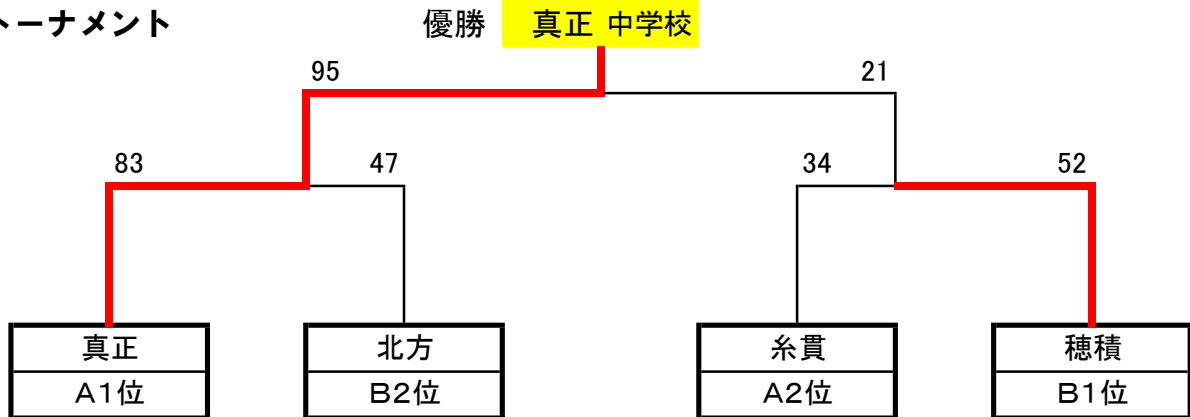 トーナメント 優勝 真正 中学校
95 21
83 47 34 52
真正 北方 糸貫 穂積
A1位 B2位 A2位 B1位